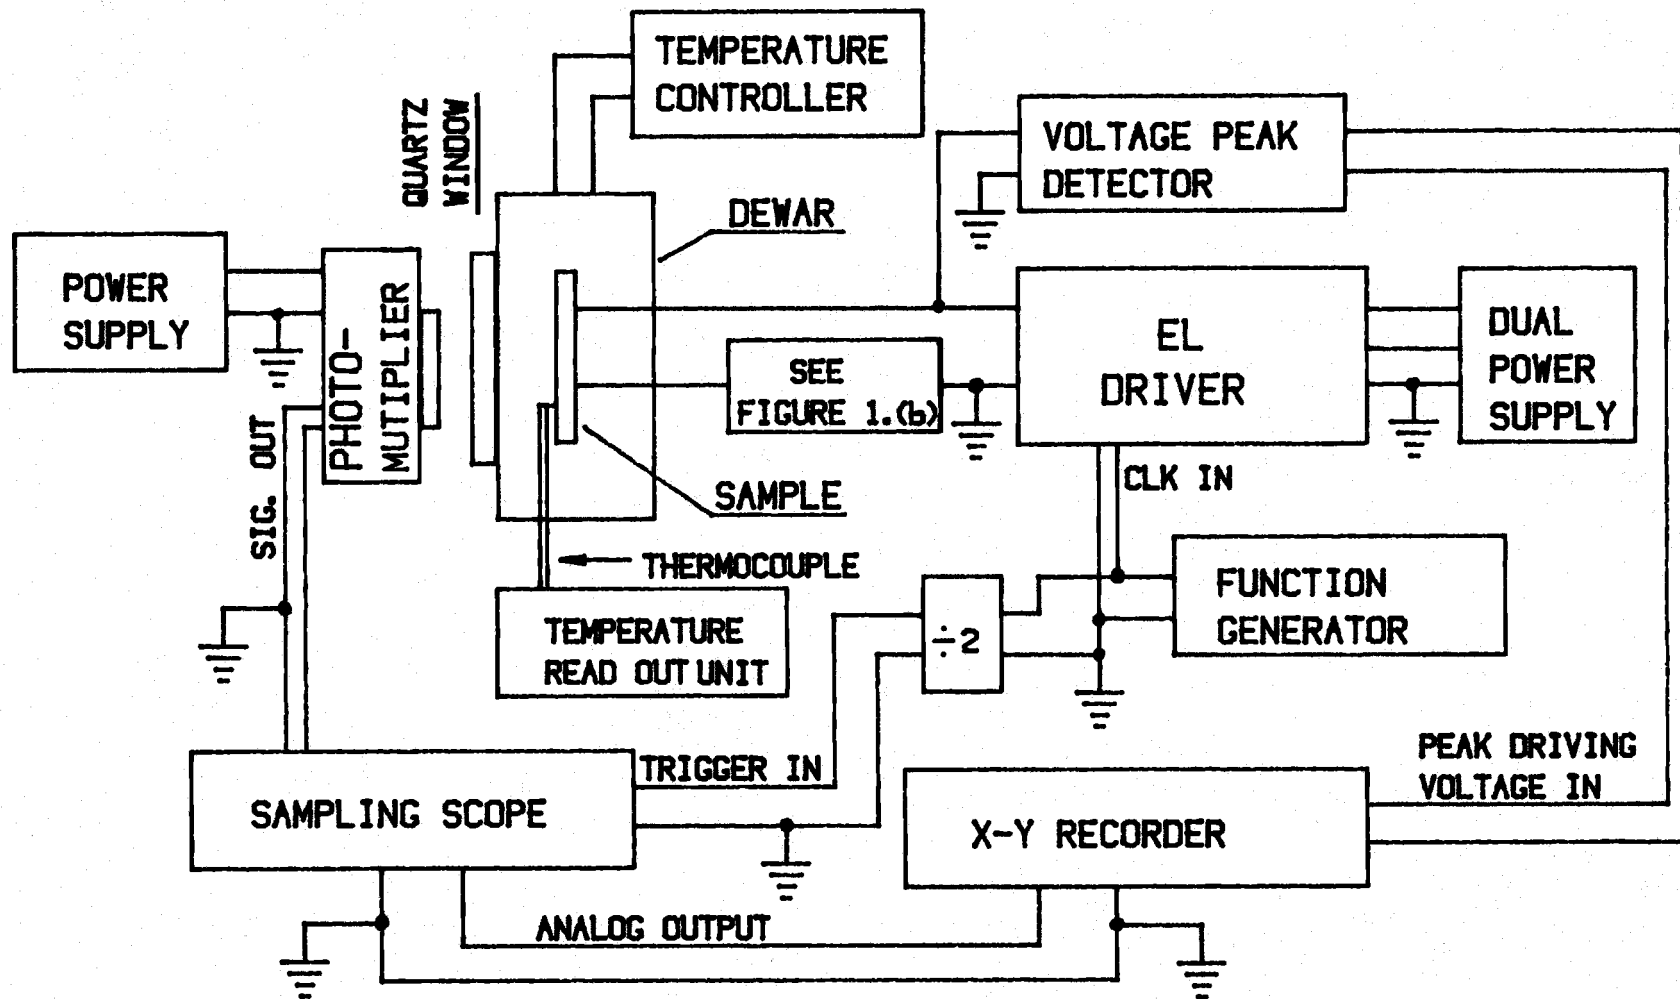 TEMPERATURE
CONTROLLER
QUARTZ
WINDOW
VOLTAGE PEAK
DETECTOR
DEWAR
POWER
SUPPLY
PHOTO-
MUTIPLIER
EL
DRIVER
DUAL
POWER
SUPPLY
SEE
FIGURE 1.(b)
SIG. OUT
CLK IN
SAMPLE
THERMOCOUPLE
FUNCTION
GENERATOR
÷2
TEMPERATURE
READ OUT UNIT
TRIGGER IN
PEAK DRIVING
VOLTAGE IN
SAMPLING SCOPE
X-Y RECORDER
ANALOG OUTPUT